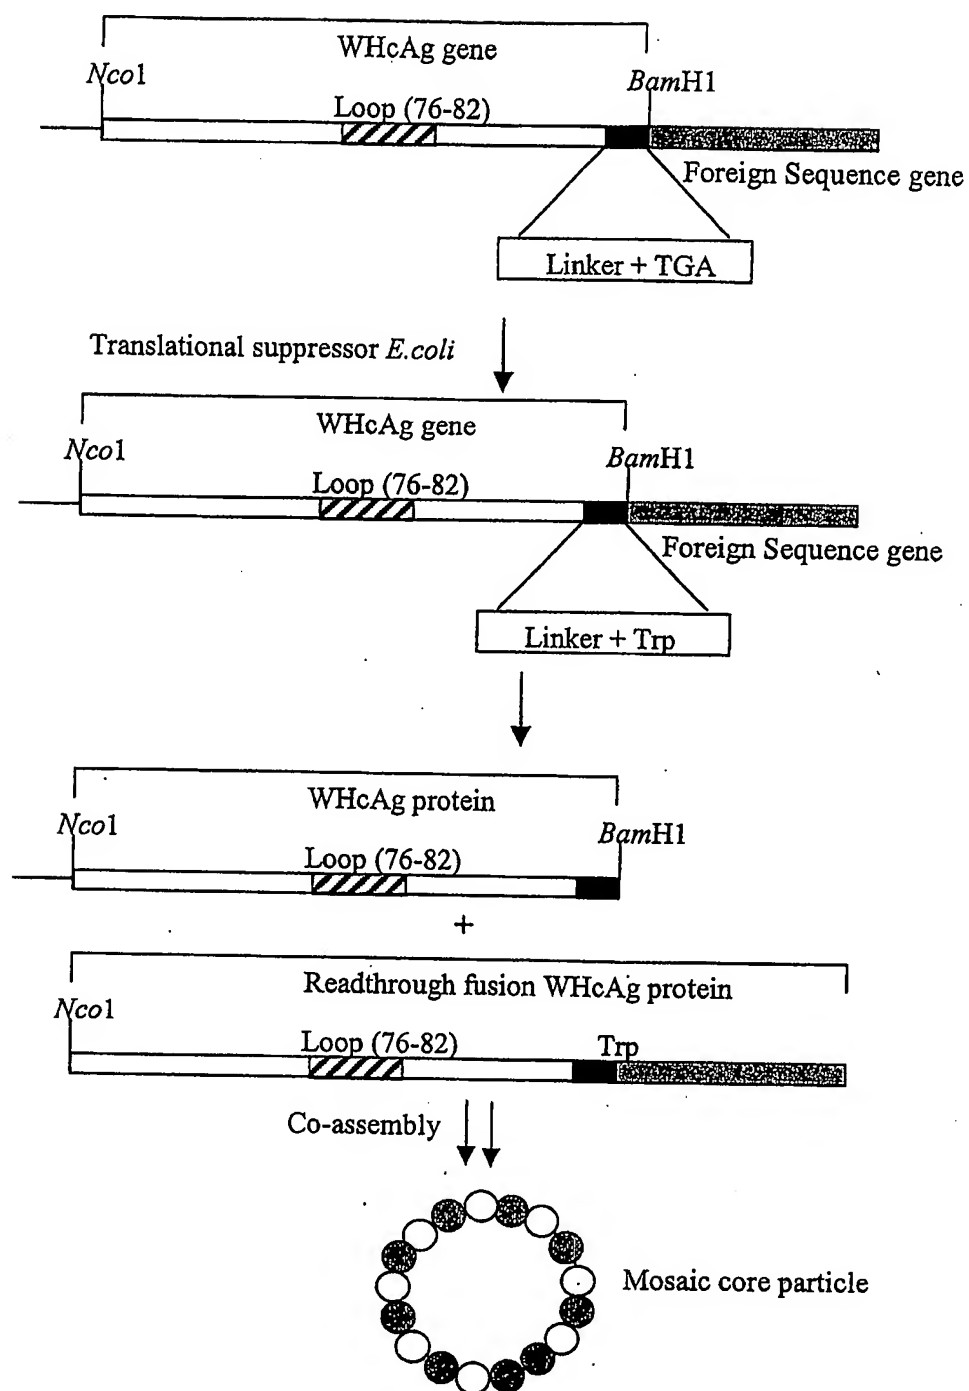 WHcAg gene
Nco1
BamH1
Loop (76-82)
Foreign Sequence gene
Linker + TGA
Translational suppressor E.coli
WHcAg gene
Nco1
BamH1
Loop (76-82)
Foreign Sequence gene
Linker + Trp
WHcAg protein
Nco1
BamH1
Loop (76-82)
+
Readthrough fusion WHcAg protein
Nco1
Loop (76-82)
Trp
Co-assembly
Mosaic core particle